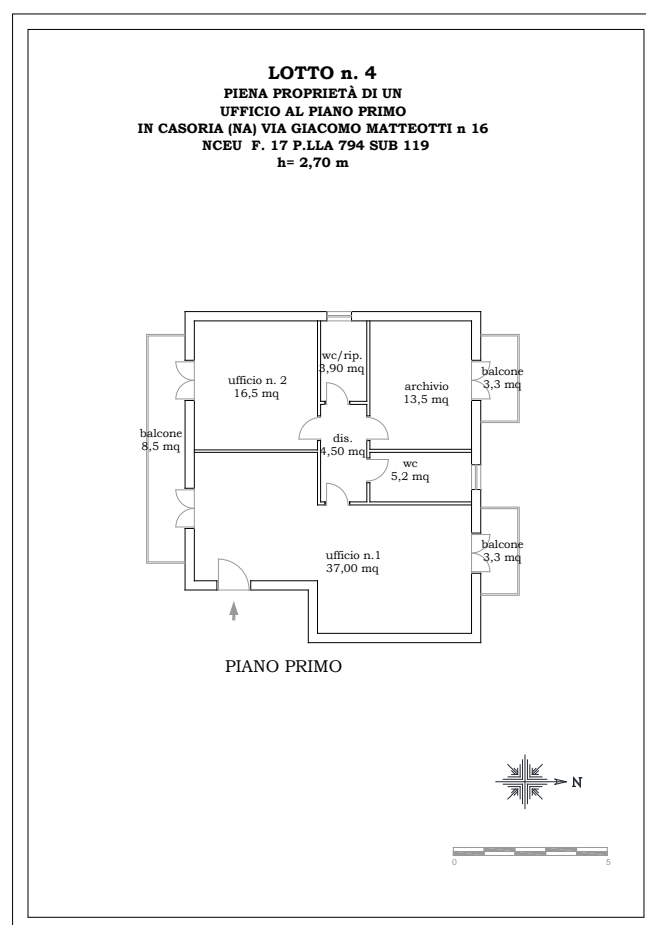 LOTTO n. 4
PIENA PROPRIETÀ DI UN
UFFICIO AL PIANO PRIMO
IN CASORIA (NA) VIA GIACOMO MATTEOTTI n 16
NCEU F. 17 P.LLA 794 SUB 119
h= 2,70 m
wc/rip.
3,90 mq
ufficio n. 2
16,5 mq
archivio
13,5 mq
balcone
3,3 mq
balcone
8,5 mq
dis.
4,50 mq
wc
5,2 mq
ufficio n.1
37,00 mq
balcone
3,3 mq
PIANO PRIMO
N
0
5